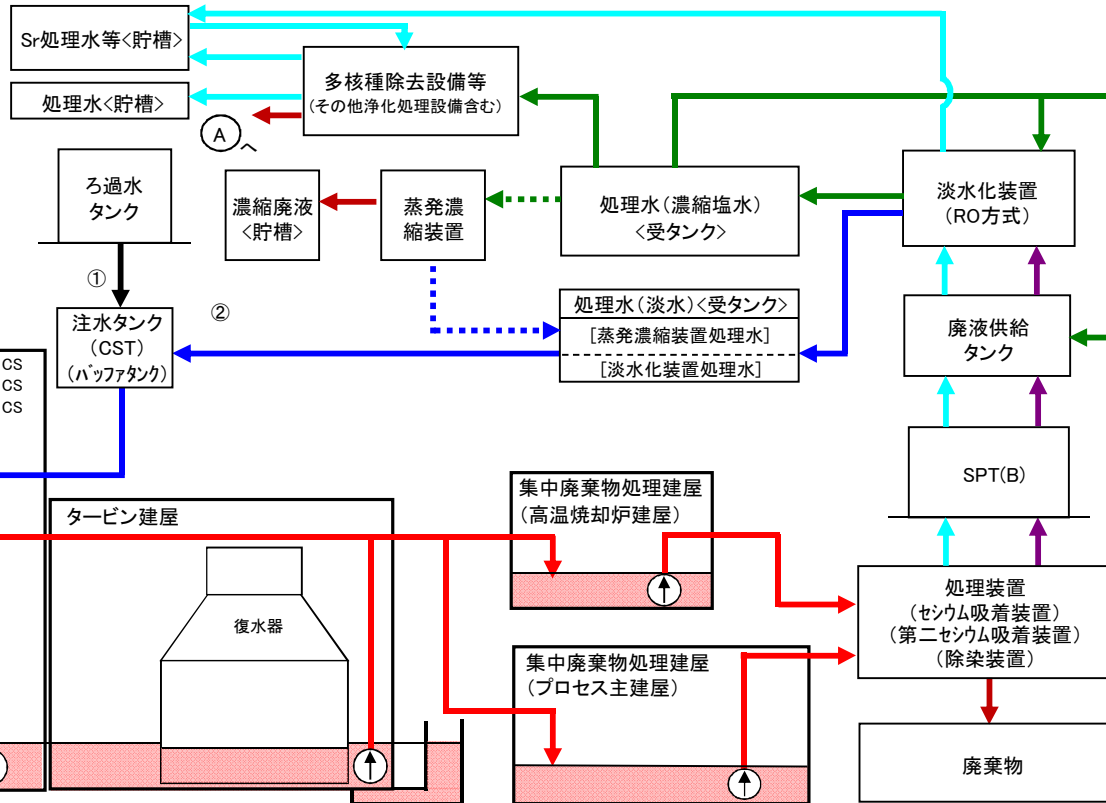 Sr処理水等<貯槽>
処理水<貯槽>
多核種除去設備等
(その他浄化処理設備含む)
A
へ
ろ過水
タンク
濃縮廃液
<貯槽>
蒸発濃
縮装置
処理水(濃縮塩水)
<受タンク>
淡水化装置
(RO方式)
①
②
注水タンク
(CST)
(バッファタンク)
処理水(淡水)<受タンク>
[蒸発濃縮装置処理水]
[淡水化装置処理水]
廃液供給
タンク
CS
CS
CS
SPT(B)
タービン建屋
復水器
集中廃棄物処理建屋
(高温焼却炉建屋)
集中廃棄物処理建屋
(プロセス主建屋)
処理装置
(セシウム吸着装置)
(第二セシウム吸着装置)
(除染装置)
廃棄物